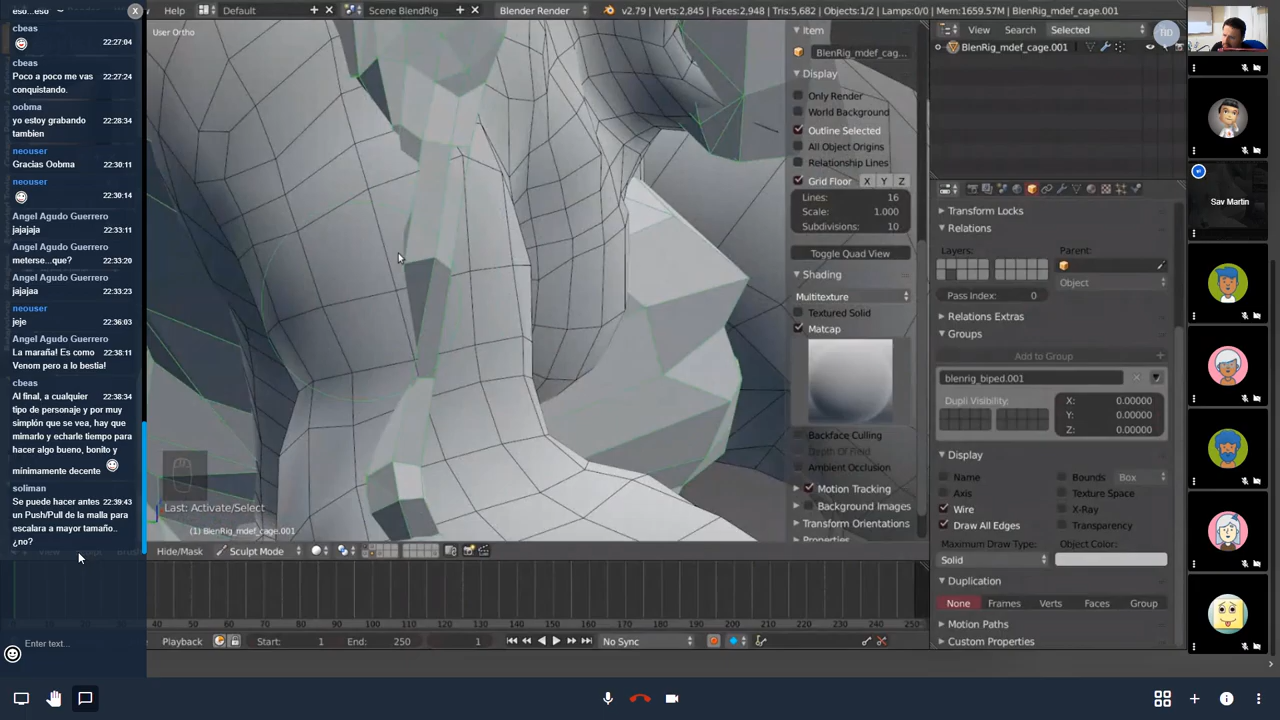 eso...eso
cbeas
22:27:04
cbeas
Poco a poco me vas 22:27:24
conquistando.
oobma
yo estoy grabando 22:28:34
tambien
neouser
Gracias Oobma 22:30:11
neouser
22:30:14
Angel Agudo Guerrero
jajajaja 22:33:11
Angel Agudo Guerrero
meterse...que? 22:33:20
Angel Agudo Guerrero
jajajaa 22:33:23
neouser
jeje 22:36:03
Angel Agudo Guerrero
La maraña! Es como 22:38:11
Venom pero a lo bestia!
cbeas
Al final, a cualquier 22:38:34
tipo de personaje y por muy
simplón que se vea, hay que
mimarlo y echarle tiempo para
hacer algo bueno, bonito y
mínimamente decente
soliman
Se puede hacer antes 22:39:43
un Push/Pull de la malla para
escalara a mayor tamaño..
¿no?
Enter text...
Help Default Scene BlendRig Blender Render v2.79 | Verts:2,845 | Faces:2,948 | Tris:5,682 | Objects:1/2 | Lamps:0/0 | Mem:1659.57M | BlenRig_mdef_cage.001
User Ortho
Last: Activate/Select
(1) BlenRig_mdef_cage.001
Hide/Mask Sculpt Mode
Item
BlenRig_mdef_cag...
Display
Only Render
World Background
Outline Selected
All Object Origins
Relationship Lines
Grid Floor X Y Z
Lines: 16
Scale: 1.000
Subdivisions: 10
Toggle Quad View
Shading
Multitexture
Textured Solid
Matcap
Backface Culling
Depth Of Field
Ambient Occlusion
Motion Tracking
Background Images
Transform Orientations
Properties
View Search Selected
BlenRig_mdef_cage.001
Transform Locks
Relations
Layers: Parent:
Object
Pass Index: 0
Relations Extras
Groups
Add to Group
blenrig_biped.001
Dupli Visibility: X: 0.00000
Y: 0.00000
Z: 0.00000
Display
Name Bounds Box
Axis Texture Space
Wire X-Ray
Draw All Edges Transparency
Maximum Draw Type: Object Color:
Solid
Duplication
None Frames Verts Faces Group
Motion Paths
Custom Properties
40 50 60 70 80 90 100 110 120 130 140 150 160 170 180 190 200 210 220 230 240 250
Playback Start: 1 End: 250 1 No Sync
Sav Martin